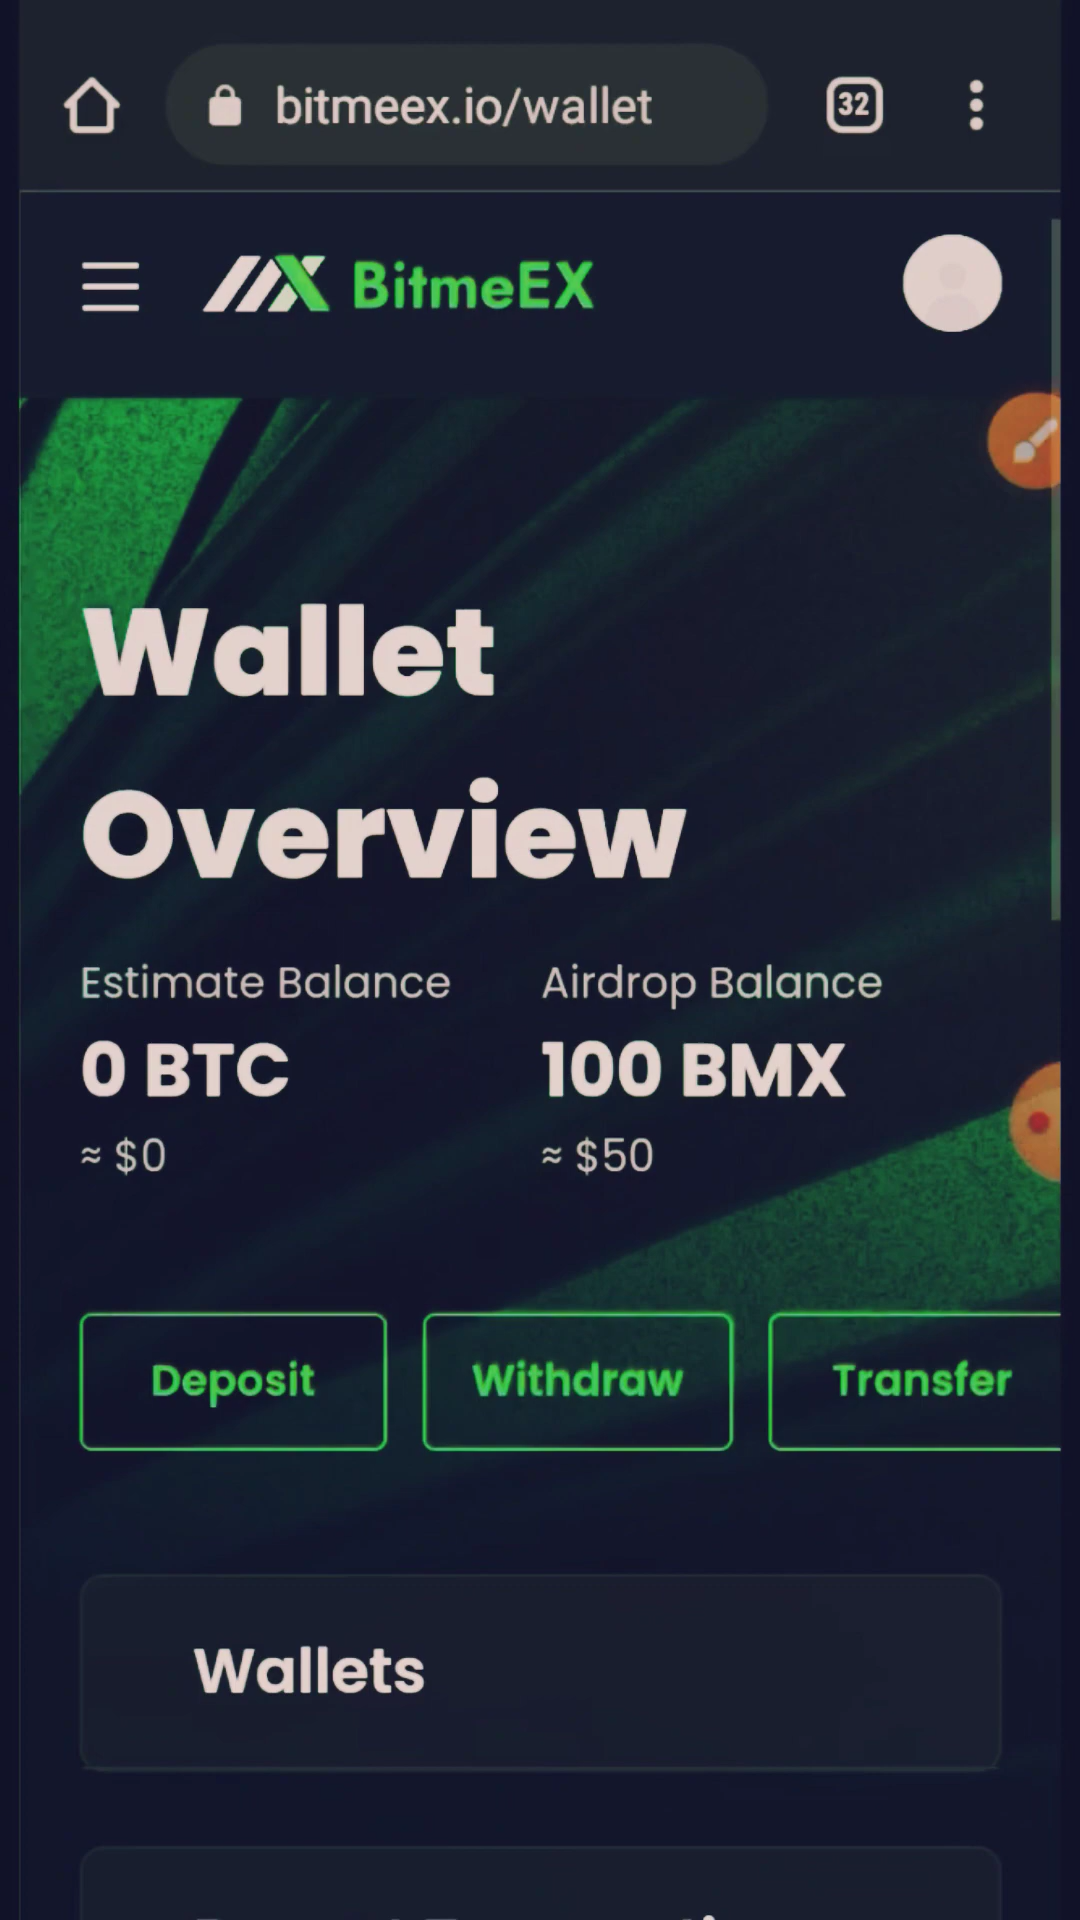 bitmeex.io/wallet
32
BitmeEX
Wallet
Overview
Estimate Balance
Airdrop Balance
0 BTC
100 BMX
≈ $0
≈ $50
Deposit
Withdraw
Transfer
Wallets